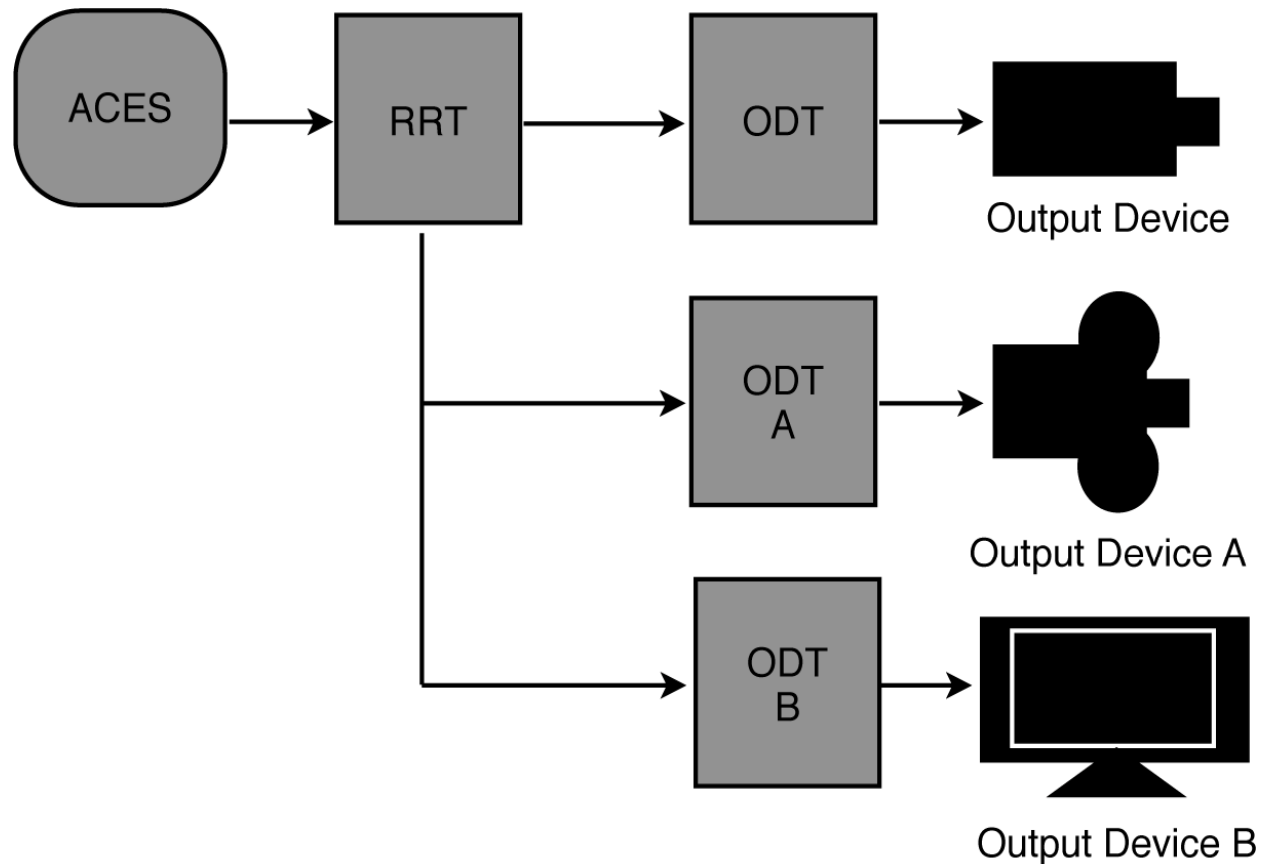 ACES
RRT
ODT
Output Device
ODT
A
Output Device A
ODT
B
Output Device B